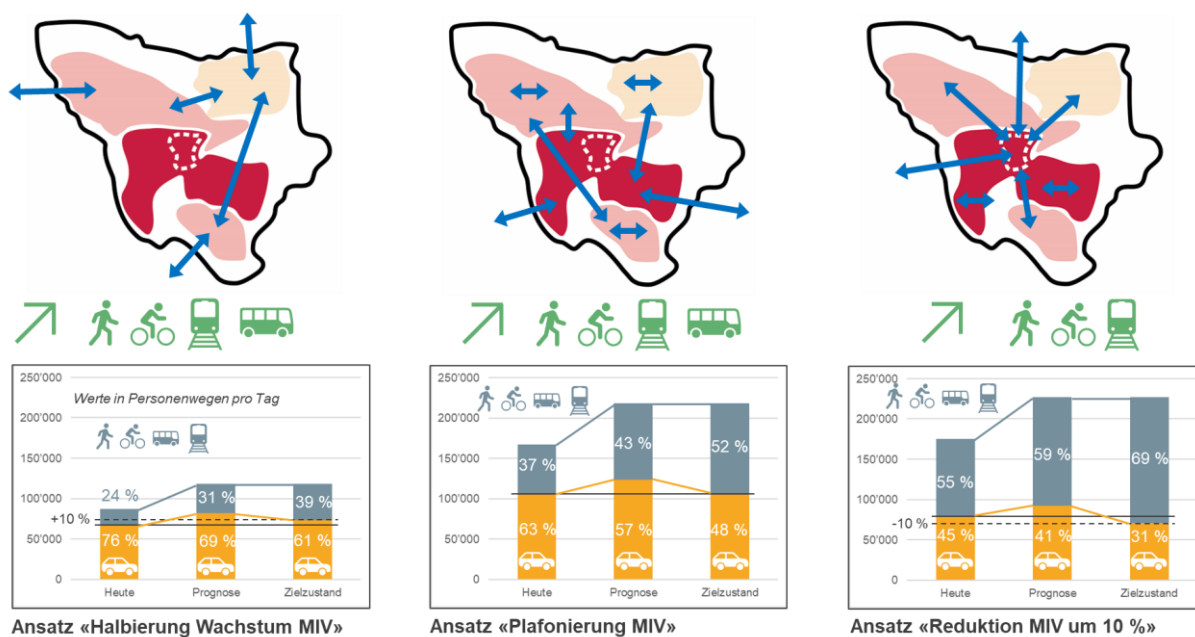 250'000
Werte in Personenwegen pro Tag
200'000
150'000
100'000
+10 %
50'000
0
24 %
31 %
39 %
76 %
69 %
61 %
Heute
Prognose
Zielzustand
Ansatz «Halbierung Wachstum MIV»
250'000
200'000
150'000
100'000
50'000
0
37 %
43 %
52 %
63 %
57 %
48 %
Heute
Prognose
Zielzustand
Ansatz «Plafonierung MIV»
250'000
200'000
150'000
100'000
-10 %
50'000
0
55 %
59 %
69 %
45 %
41 %
31 %
Heute
Prognose
Zielzustand
Ansatz «Reduktion MIV um 10 %»